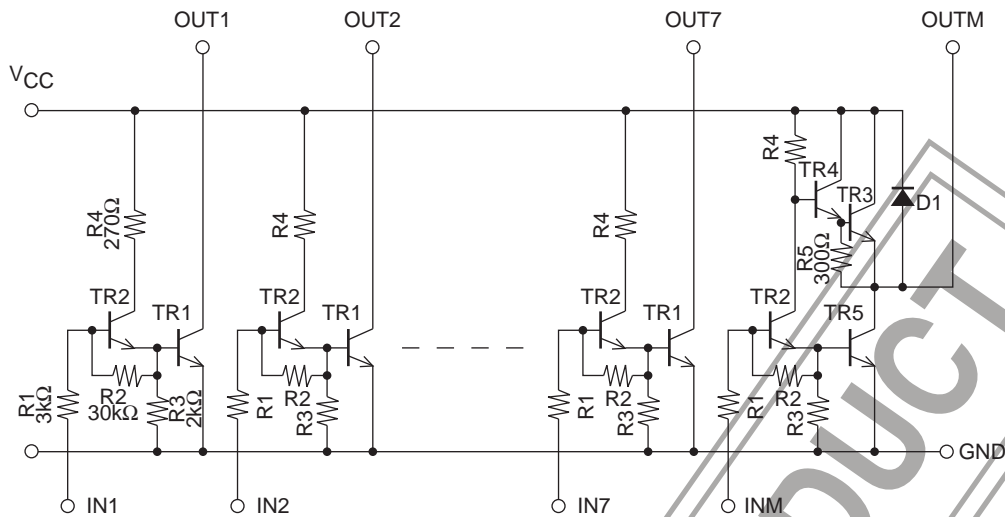 OUT1
OUT2
OUT7
OUTM
VCC
R4
270Ω
R4
R4
R4
TR4
TR3
D1
R5
300Ω
TR2
TR1
TR2
TR1
TR2
TR1
TR2
TR5
R1
3kΩ
R2
30kΩ
R3
2kΩ
R1
R2
R3
R1
R2
R3
R1
R2
R3
GND
IN1
IN2
IN7
INM
DUCT